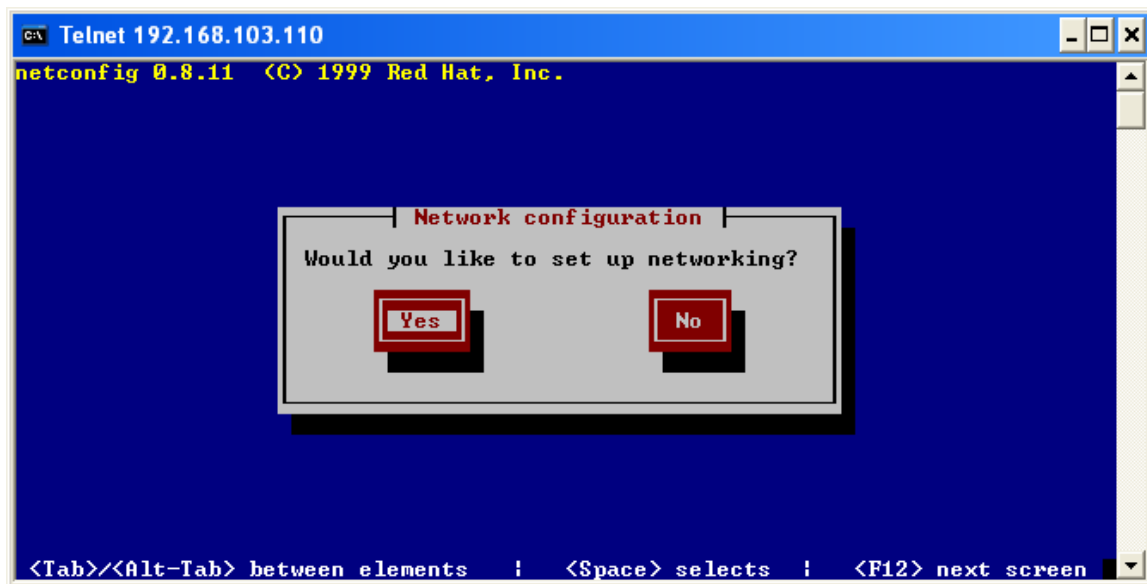 Telnet 192.168.103.110
netconfig 0.8.11 (C) 1999 Red Hat, Inc.
Network configuration
Would you like to set up networking?
Yes No
<Tab>/<Alt-Tab> between elements | <Space> selects | <F12> next screen